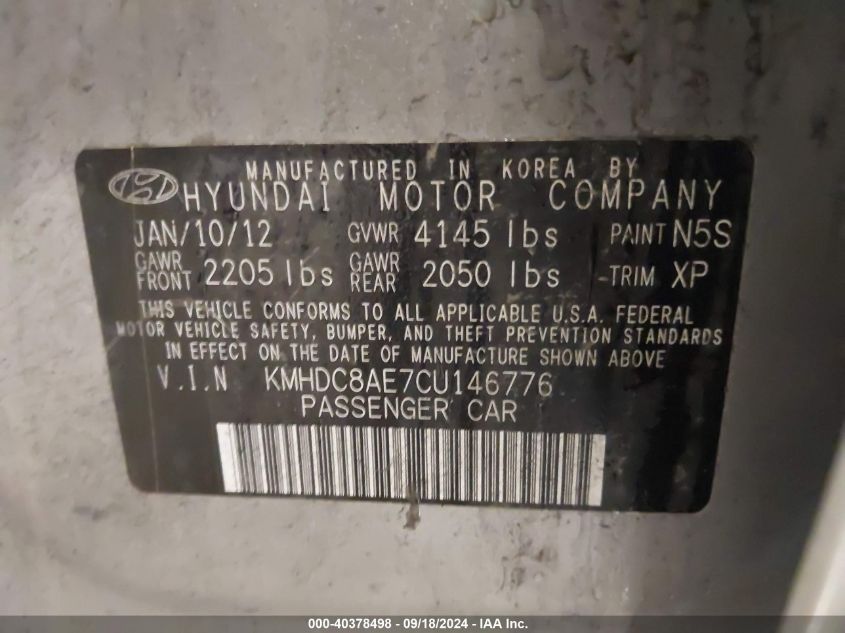 MANUFACTURED IN KOREA BY
HYUNDAI MOTOR COMPANY
JAN/10/12 GVWR 4145 lbs PAINT N5S
GAWR FRONT 2205 lbs GAWR REAR 2050 lbs -TRIM XP
THIS VEHICLE CONFORMS TO ALL APPLICABLE U.S.A. FEDERAL
MOTOR VEHICLE SAFETY, BUMPER, AND THEFT PREVENTION STANDARDS
IN EFFECT ON THE DATE OF MANUFACTURE SHOWN ABOVE
V.I.N KMHDC8AE7CU146776
PASSENGER CAR
000-40378498 - 09/18/2024 - IAA Inc.